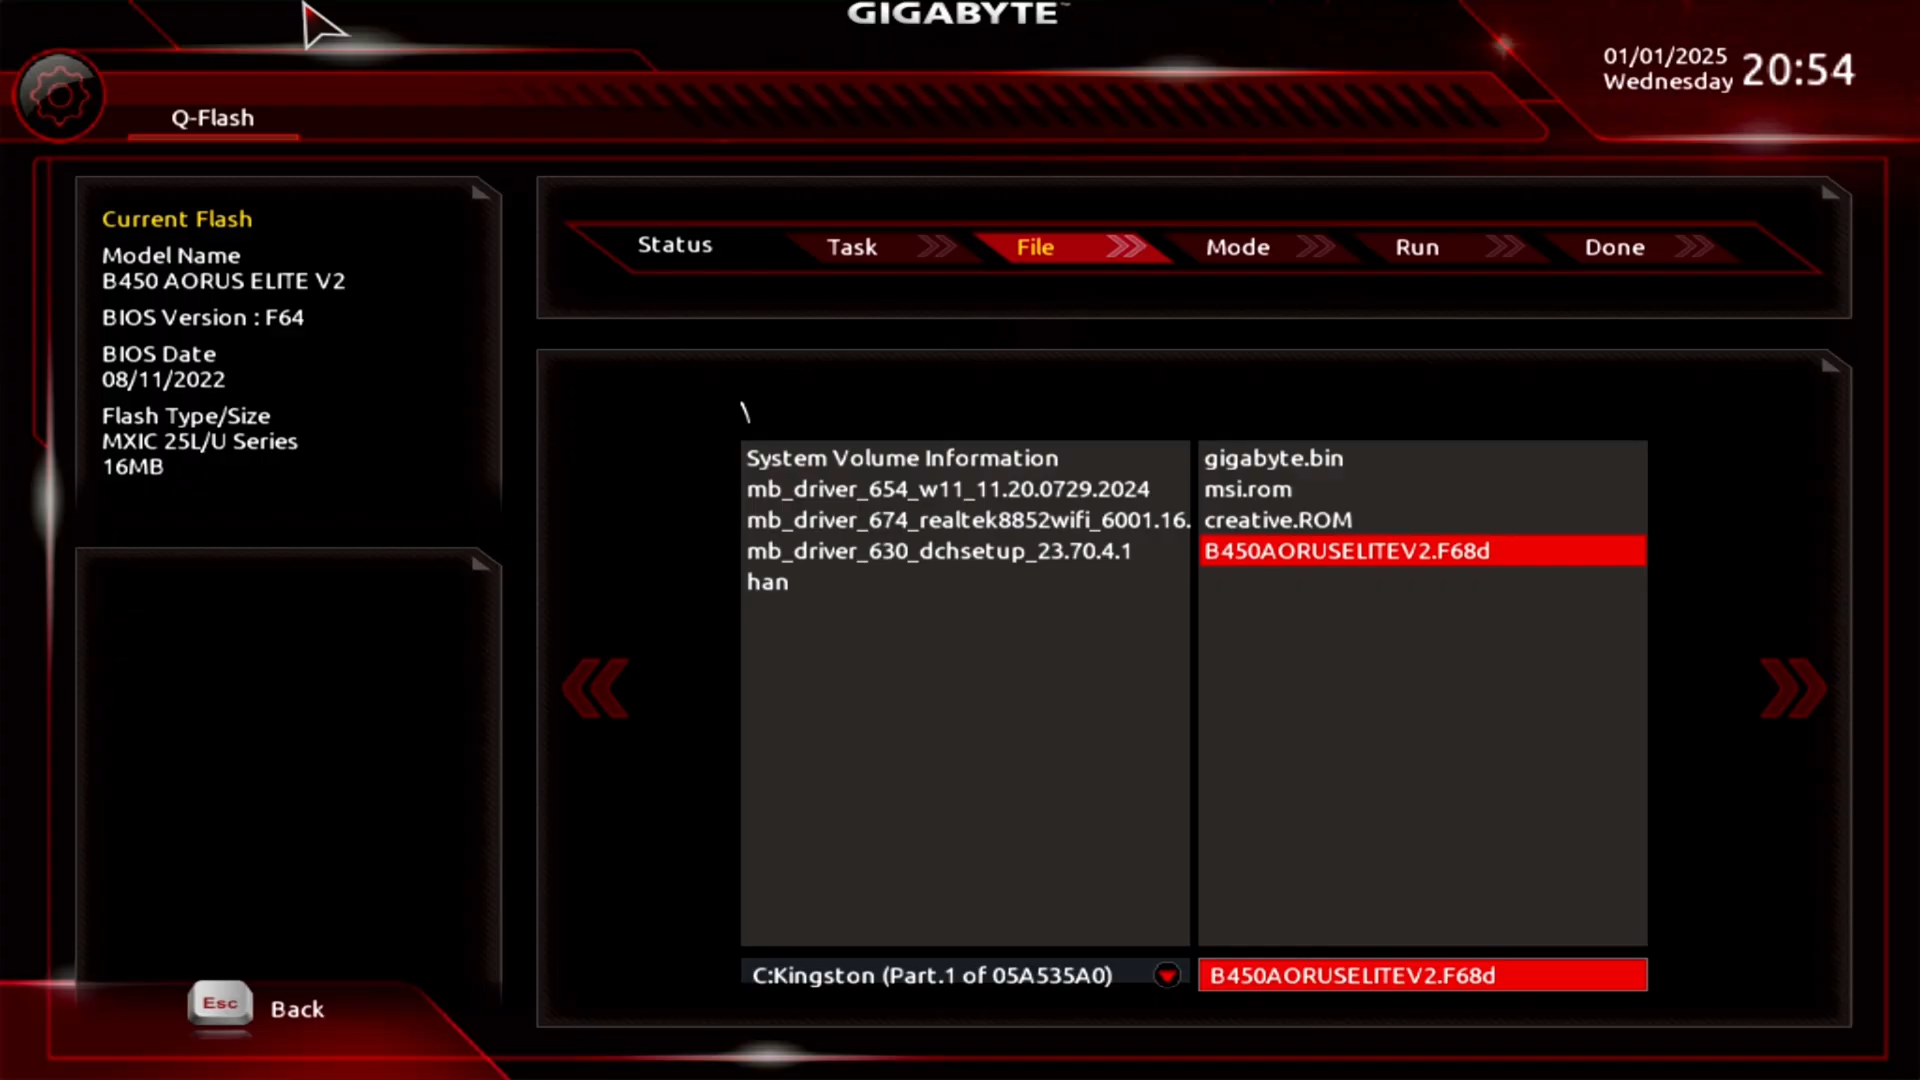 GIGABYTE™
01/01/2025
Wednesday
20:54
Q-Flash
Current Flash
Model Name
B450 AORUS ELITE V2
BIOS Version : F64
BIOS Date
08/11/2022
Flash Type/Size
MXIC 25L/U Series
16MB
Status
Task
File
Mode
Run
Done
\
System Volume Information
mb_driver_654_w11_11.20.0729.2024
mb_driver_674_realtek8852wifi_6001.16.
mb_driver_630_dchsetup_23.70.4.1
han
gigabyte.bin
msi.rom
creative.ROM
B450AORUSELITEV2.F68d
C:Kingston (Part.1 of 05A535A0)
B450AORUSELITEV2.F68d
Esc
Back